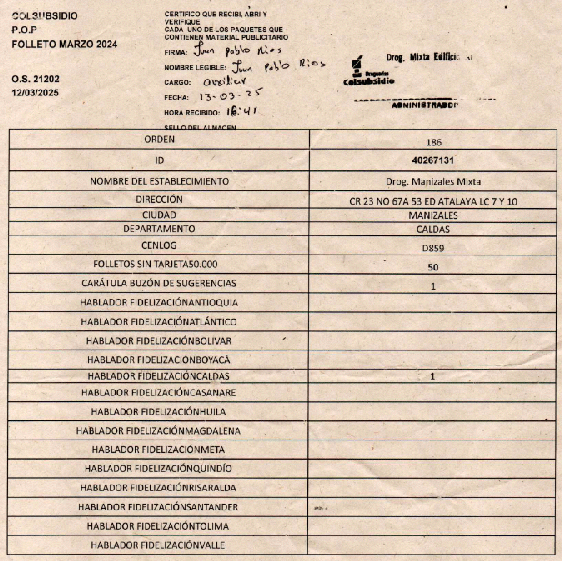 COLSUBSIDIO
P.O.P
FOLLETO MARZO 2024
O.S. 21202
12/03/2025
CERTIFICO QUE RECIBI, ABRI Y
VERIFIQUE
CADA UNO DE LOS PAQUETES QUE
CONTIENEN MATERIAL PUBLICITARIO
FIRMA: Juan Pablo Rios
NOMBRE LEGIBLE: Juan Pablo Rios
CARGO: auxiliar
FECHA: 13-03-25
HORA RECIBIDO: 16:41
SELLO DEL ALMACEN
Drog. Mixta Edificio
colsubsidio
ADMINISTRADOR
ORDEN 186
ID 40267131
NOMBRE DEL ESTABLECIMIENTO Drog. Manizales Mixta
DIRECCIÓN CR 23 NO 67A 53 ED ATALAYA LC 7 Y 10
CIUDAD MANIZALES
DEPARTAMENTO CALDAS
CENLOG D859
FOLLETOS SIN TARJETA50.000 50
CARÁTULA BUZÓN DE SUGERENCIAS 1
HABLADOR FIDELIZACIÓNANTIOQUIA
HABLADOR FIDELIZACIÓNATLÁNTICO
HABLADOR FIDELIZACIÓNBOLIVAR
HABLADOR FIDELIZACIONBOYACÁ
HABLADOR FIDELIZACIÓNCALDAS 1
HABLADOR FIDELIZACIÓNCASANARE
HABLADOR FIDELIZACIÓNHUILA
HABLADOR FIDELIZACIÓNMAGDALENA
HABLADOR FIDELIZACIÓNMETA
HABLADOR FIDELIZACIÓNQUINDÍO
HABLADOR FIDELIZACIÓNRISARALDA
HABLADOR FIDELIZACIÓNSANTANDER
HABLADOR FIDELIZACIÓNTOLIMA
HABLADOR FIDELIZACIÓNVALLE